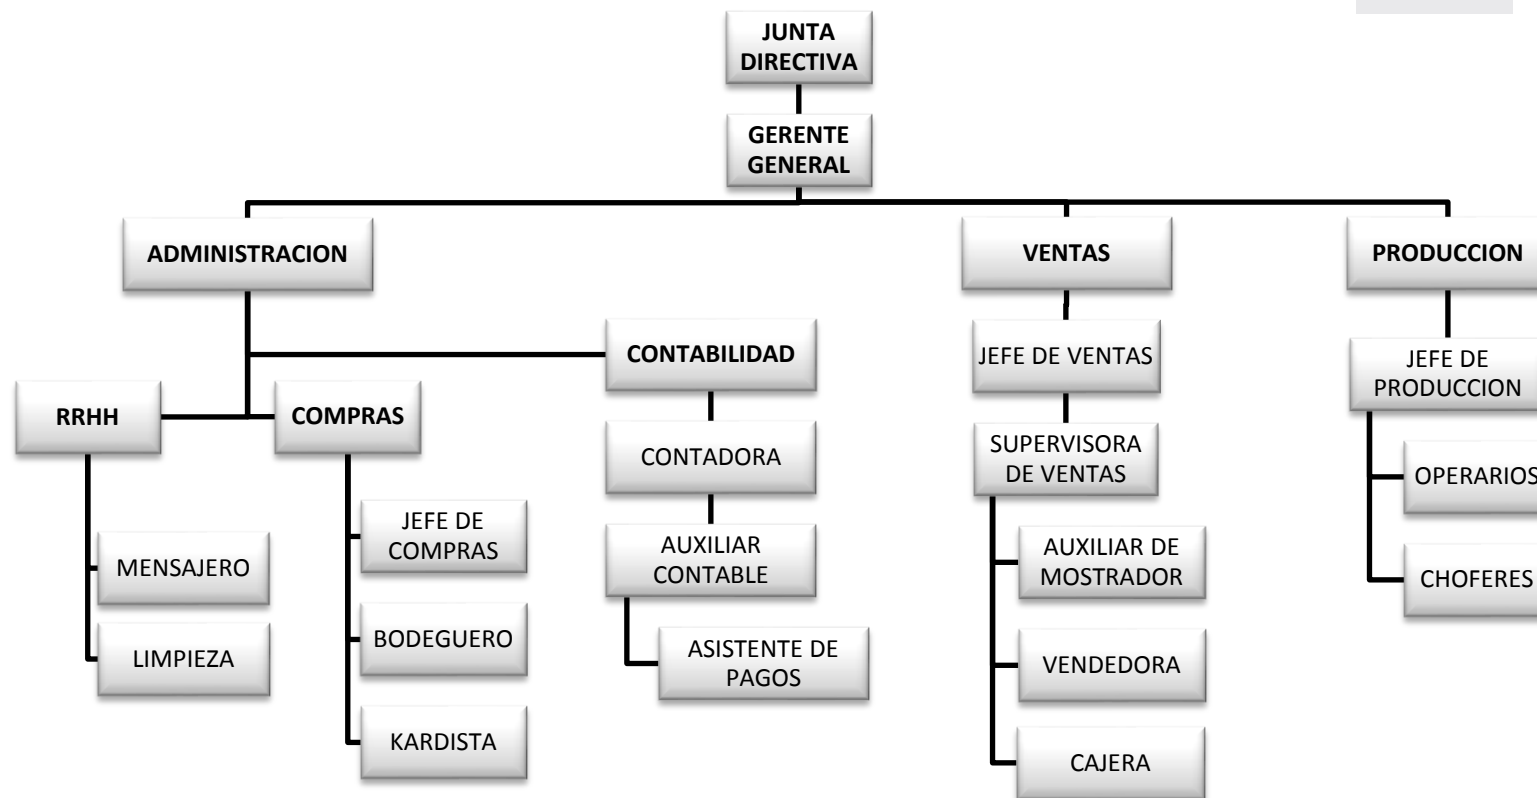 JUNTA
DIRECTIVA
GERENTE
GENERAL
ADMINISTRACION
VENTAS
PRODUCCION
CONTABILIDAD
JEFE DE VENTAS
JEFE DE
PRODUCCION
RRHH
COMPRAS
CONTADORA
SUPERVISORA
DE VENTAS
OPERARIOS
JEFE DE
COMPRAS
AUXILIAR
CONTABLE
AUXILIAR DE
MOSTRADOR
MENSAJERO
CHOFERES
BODEGUERO
LIMPIEZA
ASISTENTE DE
PAGOS
VENDEDORA
KARDISTA
CAJERA